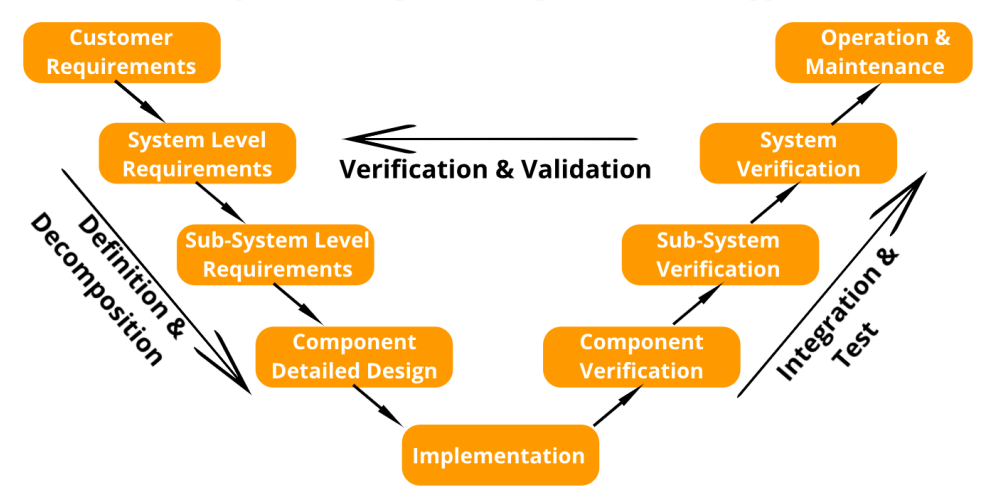 Customer
Requirements
Operation &
Maintenance
System Level
Requirements
Verification & Validation
System
Verification
Definition &
Decomposition
Sub-System Level
Requirements
Sub-System
Verification
Integration &
Test
Component
Detailed Design
Component
Verification
Implementation